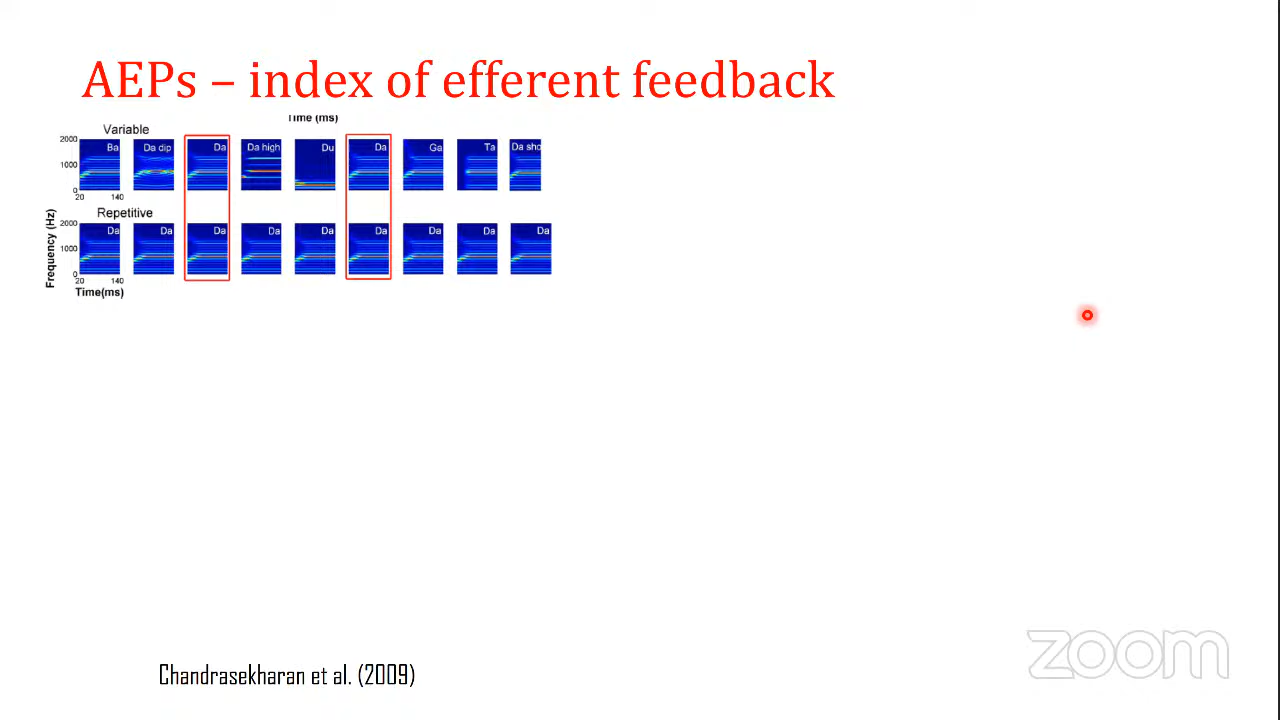 AEPs – index of efferent feedback
Time (ms)
Variable
2000
1000
0
Ba
Da dip
Da
Da high
Du
Da
Ga
Ta
Da sho
20
140
Repetitive
Frequency (Hz)
2000
1000
0
Da
Da
Da
Da
Da
Da
Da
Da
Da
20
140
Time(ms)
Chandrasekharan et al. (2009)
zoom